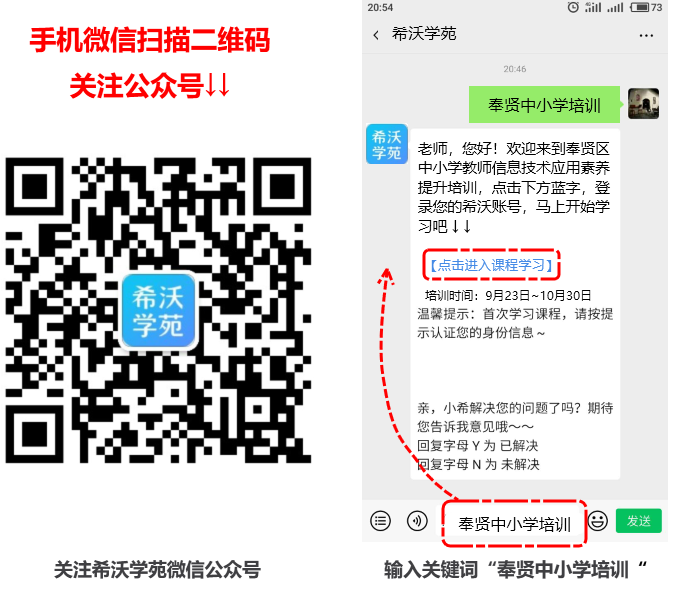 手机微信扫描二维码
关注公众号↓↓
希沃
学苑
关注希沃学苑微信公众号
20:54
73
希沃学苑
20:46
奉贤中小学培训
希沃
学苑
老师，您好！欢迎来到奉贤区
中小学教师信息技术应用素养
提升培训，点击下方蓝字，登
录您的希沃账号，马上开始学
习吧↓↓
【点击进入课程学习】
培训时间：9月23日~10月30日
温馨提示：首次学习课程，请按提
示认证您的身份信息～
亲，小希解决您的问题了吗？期待
您告诉我意见哦～～
回复字母 Y 为 已解决
回复字母 N 为 未解决
奉贤中小学培训
发送
输入关键词“奉贤中小学培训“